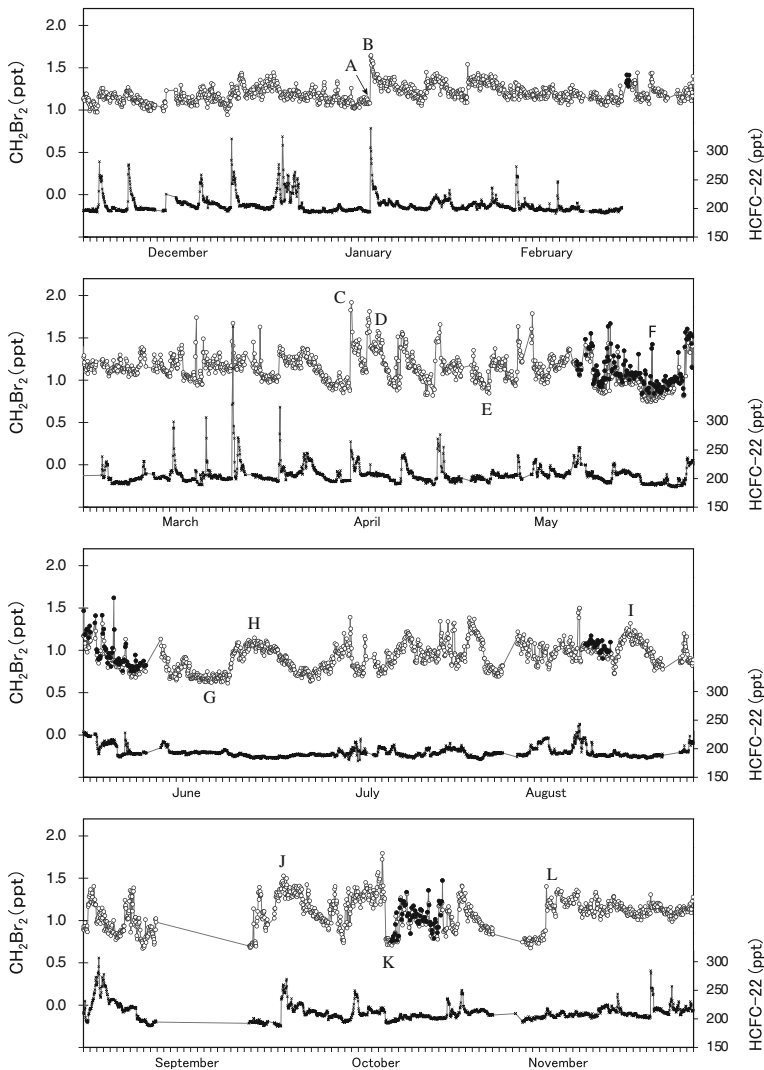 2.0
1.5
1.0
0.5
0.0
CH2Br2 (ppt)
A
B
300
250
200
150
HCFC-22 (ppt)
December January February
2.0
1.5
1.0
0.5
0.0
CH2Br2 (ppt)
C
D
E
F
300
250
200
150
HCFC-22 (ppt)
March April May
2.0
1.5
1.0
0.5
0.0
CH2Br2 (ppt)
G
H
I
300
250
200
150
HCFC-22 (ppt)
June July August
2.0
1.5
1.0
0.5
0.0
CH2Br2 (ppt)
J
K
L
300
250
200
150
HCFC-22 (ppt)
September October November